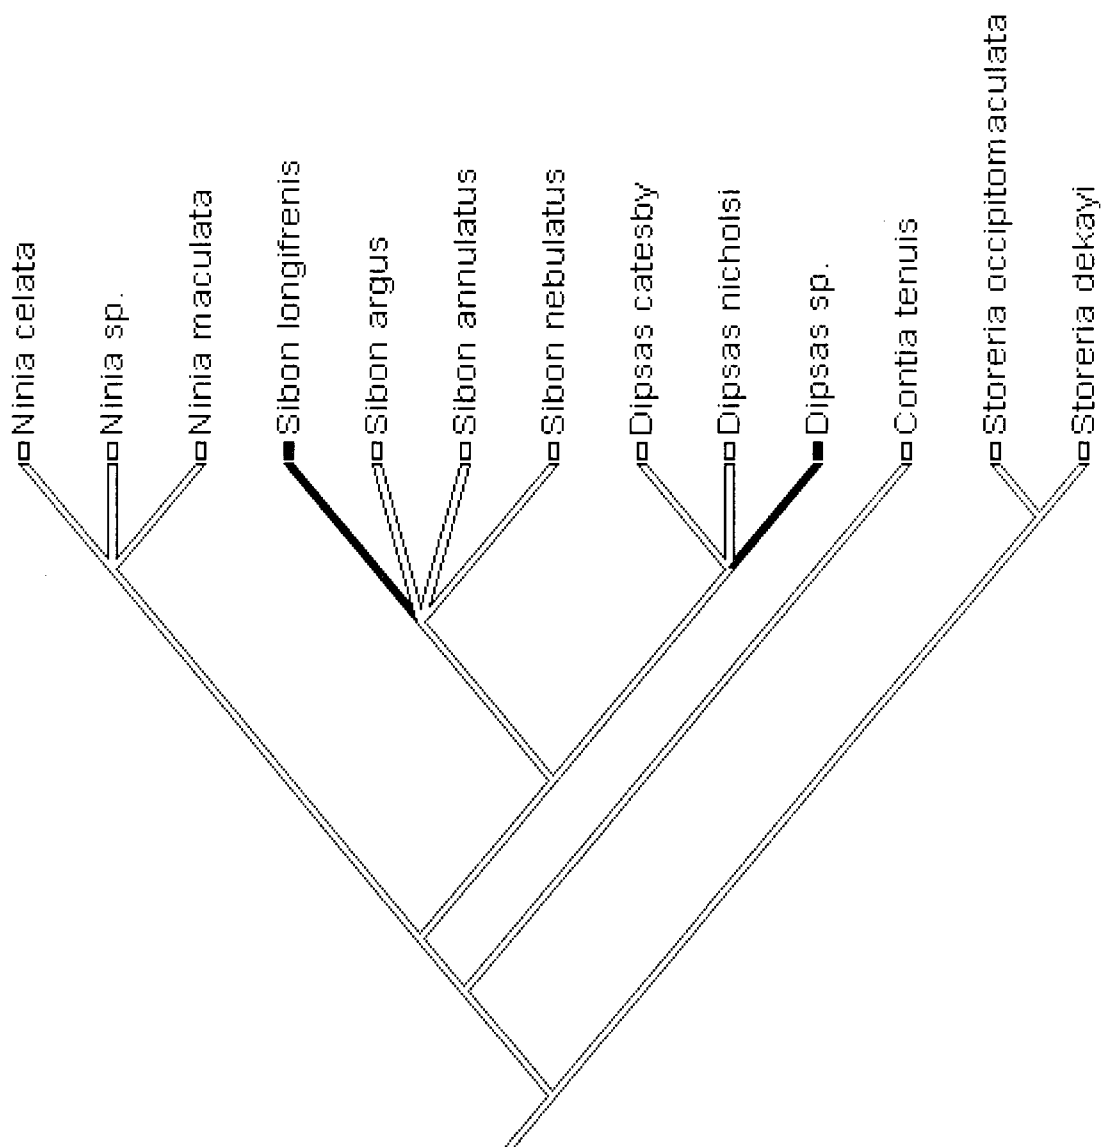 Ninia celata
Ninia sp.
Ninia maculata
Sibon longifrenis
Sibon argus
Sibon annulatus
Sibon nebulatus
Dipsas catesby
Dipsas nicholsi
Dipsas sp.
Contia tenuis
Storeria occipitomaculata
Storeria dekayi